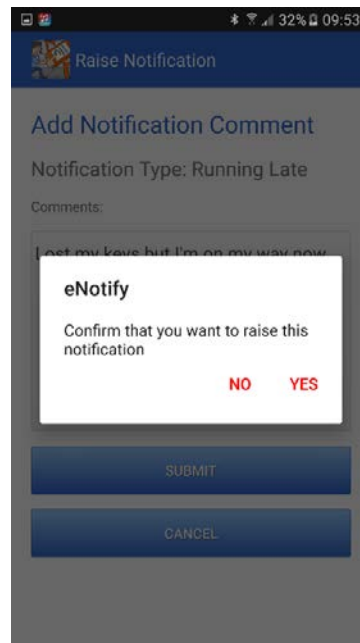 32% 09:53
Raise Notification
Add Notification Comment
Notification Type: Running Late
Comments:
Lost my keys but I'm on my way now
eNotify
Confirm that you want to raise this
notification
NO YES
SUBMIT
CANCEL